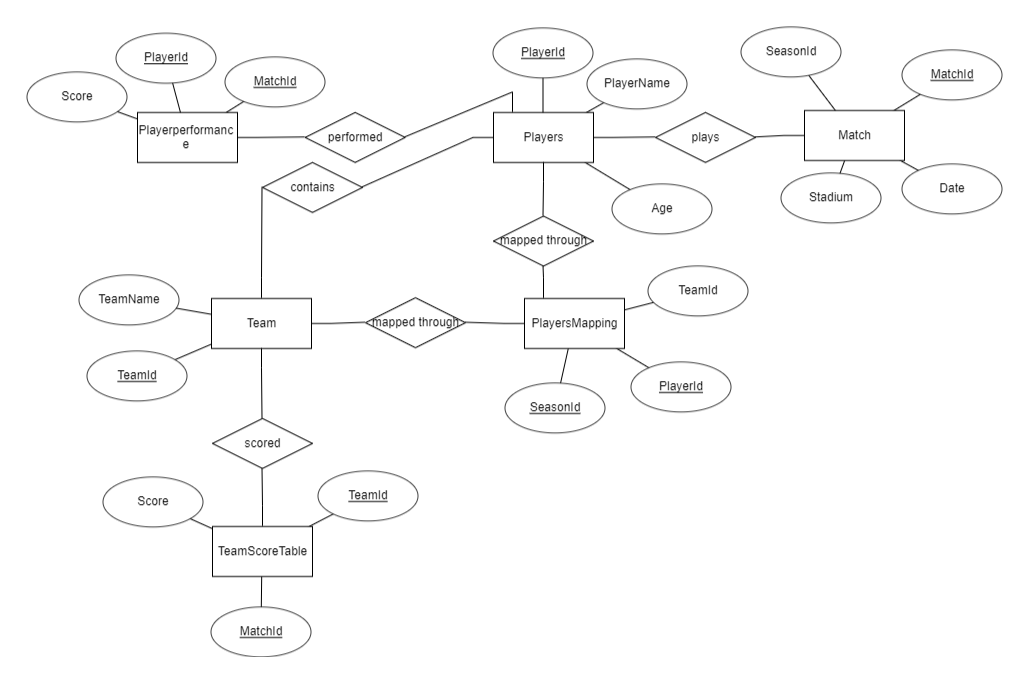 PlayerId
PlayerId
SeasonId
MatchId
MatchId
PlayerName
Score
Playerperformanc
e
performed
Players
plays
Match
contains
Stadium
Date
Age
mapped through
TeamId
TeamName
Team
mapped through
PlayersMapping
TeamId
PlayerId
SeasonId
scored
Score
TeamId
TeamScoreTable
MatchId